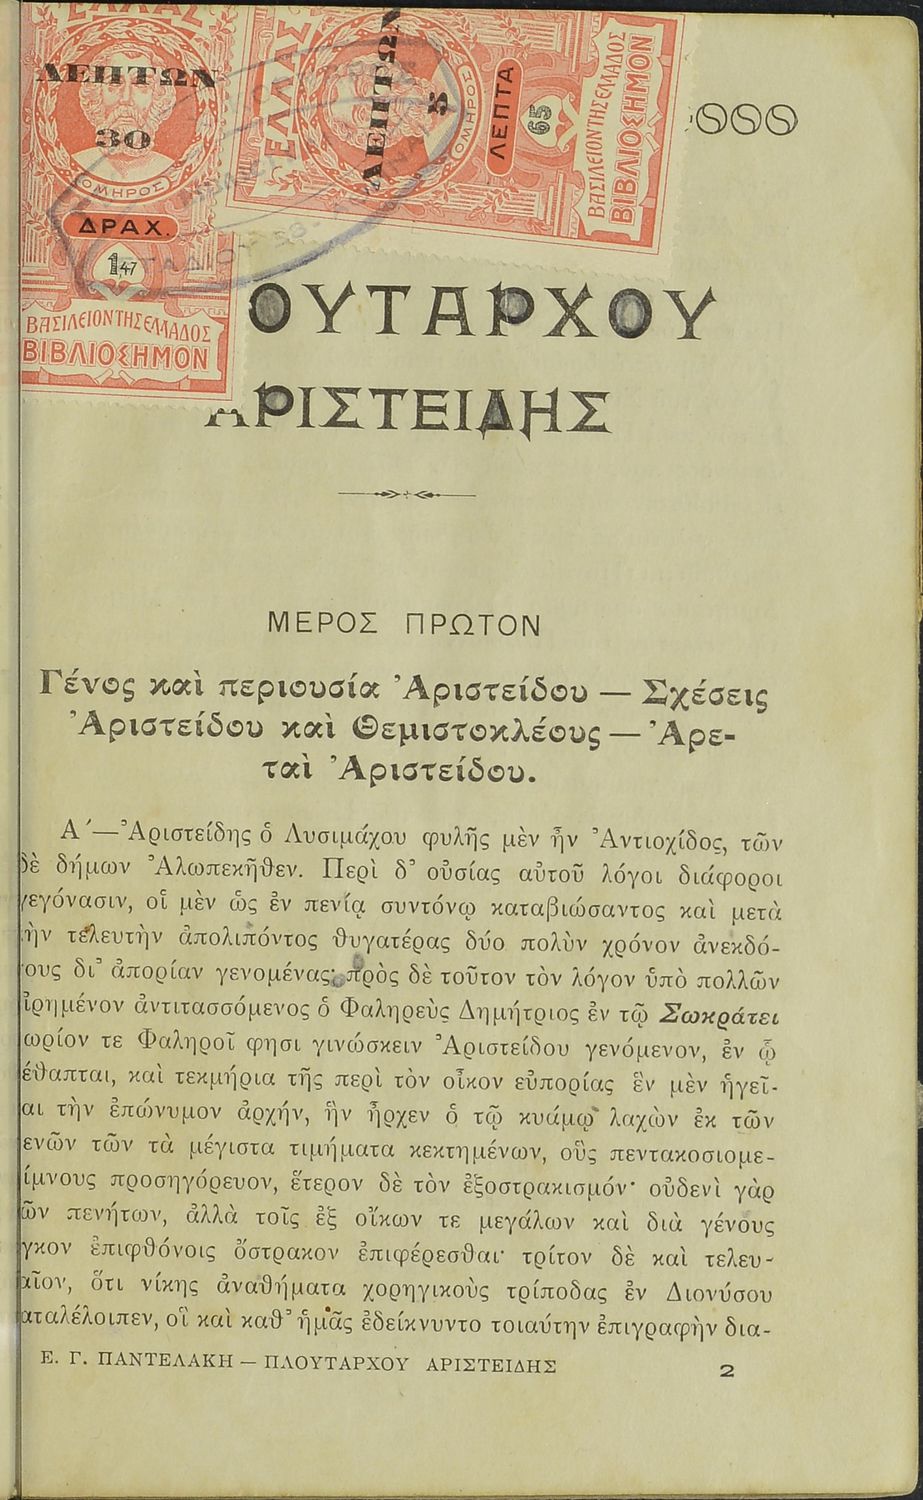 ΕΛΛΑΣ
ΛΕΠΤΩΝ
30
ΟΜΗΡΟΣ
ΔΡΑΧ.
1,47
ΒΑΣΙΛΕΙΟΝ ΤΗΣ ΕΛΛΑΔΟΣ
ΒΙΒΛΙΟΣΗΜΟΝ
ΕΛΛΑΣ
ΛΕΠΤΩΝ
5
ΟΜΗΡΟΣ
ΛΕΠΤΑ
65
ΒΑΣΙΛΕΙΟΝ ΤΗΣ ΕΛΛΑΔΟΣ
ΒΙΒΛΙΟΣΗΜΟΝ
ΟΥΤΑΡΧΟΥ
ΑΡΙΣΤΕΙΔΗΣ
ΜΕΡΟΣ ΠΡΩΤΟΝ
Γένος καὶ περιουσία Ἀριστείδου — Σχέσεις
Ἀριστείδου καὶ Θεμιστοκλέους — Ἀρε-
ταὶ Ἀριστείδου.
Α΄—Ἀριστείδης ὁ Λυσιμάχου φυλῆς μὲν ἦν Ἀντιοχίδος, τῶν
δὲ δήμων Ἀλωπεκῆθεν. Περὶ δ' οὐσίας αὐτοῦ λόγοι διάφοροι
γεγόνασιν, οἱ μὲν ὡς ἐν πενίᾳ συντόνῳ καταβιώσαντος καὶ μετὰ
τὴν τελευτὴν ἀπολιπόντος θυγατέρας δύο πολὺν χρόνον ἀνεκδό-
τους δι' ἀπορίαν γενομένας· πρὸς δὲ τοῦτον τὸν λόγον ὑπὸ πολλῶν
εἰρημένον ἀντιτασσόμενος ὁ Φαληρεὺς Δημήτριος ἐν τῷ Σωκράτει
ωρίον τε Φαληροῖ φησι γινώσκειν Ἀριστείδου γενόμενον, ἐν ᾧ
έθαπται, καὶ τεκμήρια τῆς περὶ τὸν οἶκον εὐπορίας ἓν μὲν ἡγεῖ-
αι τὴν ἐπώνυμον ἀρχήν, ἣν ἦρχεν ὁ τῷ κυάμῳ λαχὼν ἐκ τῶν
ενῶν τῶν τὰ μέγιστα τιμήματα κεκτημένων, οὓς πεντακοσιομε-
ίμνους προσηγόρευον, ἕτερον δὲ τὸν ἐξοστρακισμόν· οὐδενὶ γὰρ
ῶν πενήτων, ἀλλὰ τοῖς ἐξ οἴκων τε μεγάλων καὶ διὰ γένους
γκον ἐπιφθόνοις ὄστρακον ἐπιφέρεσθαι· τρίτον δὲ καὶ τελευ-
αῖον, ὅτι νίκης ἀναθήματα χορηγικοὺς τρίποδας ἐν Διονύσου
αταλέλοιπεν, οἳ καὶ καθ' ἡμᾶς ἐδείκνυντο τοιαύτην ἐπιγραφὴν δια-
Ε. Γ. ΠΑΝΤΕΛΑΚΗ — ΠΛΟΥΤΑΡΧΟΥ ΑΡΙΣΤΕΙΔΗΣ
2